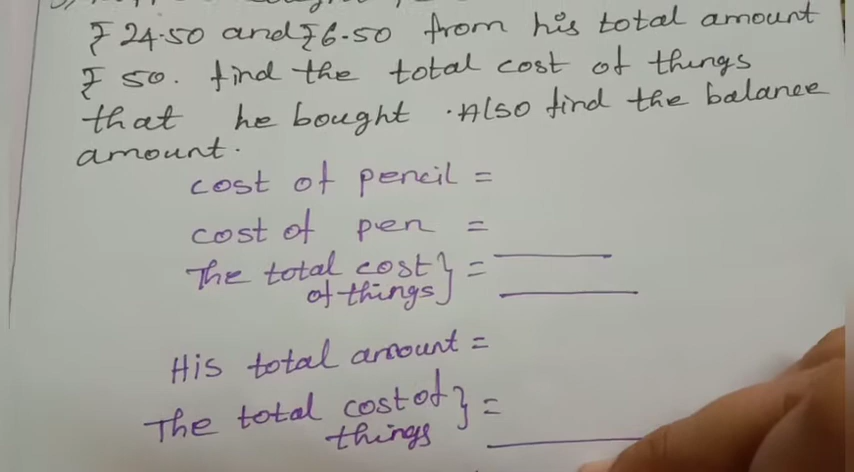 ₹ 24.50 and ₹6.50 from his total amount
₹ 50. find the total cost of things
that he bought. Also find the balance
amount.
cost of pencil =
cost of pen =
The total cost } =
of things
His total amount =
The total cost of } =
things